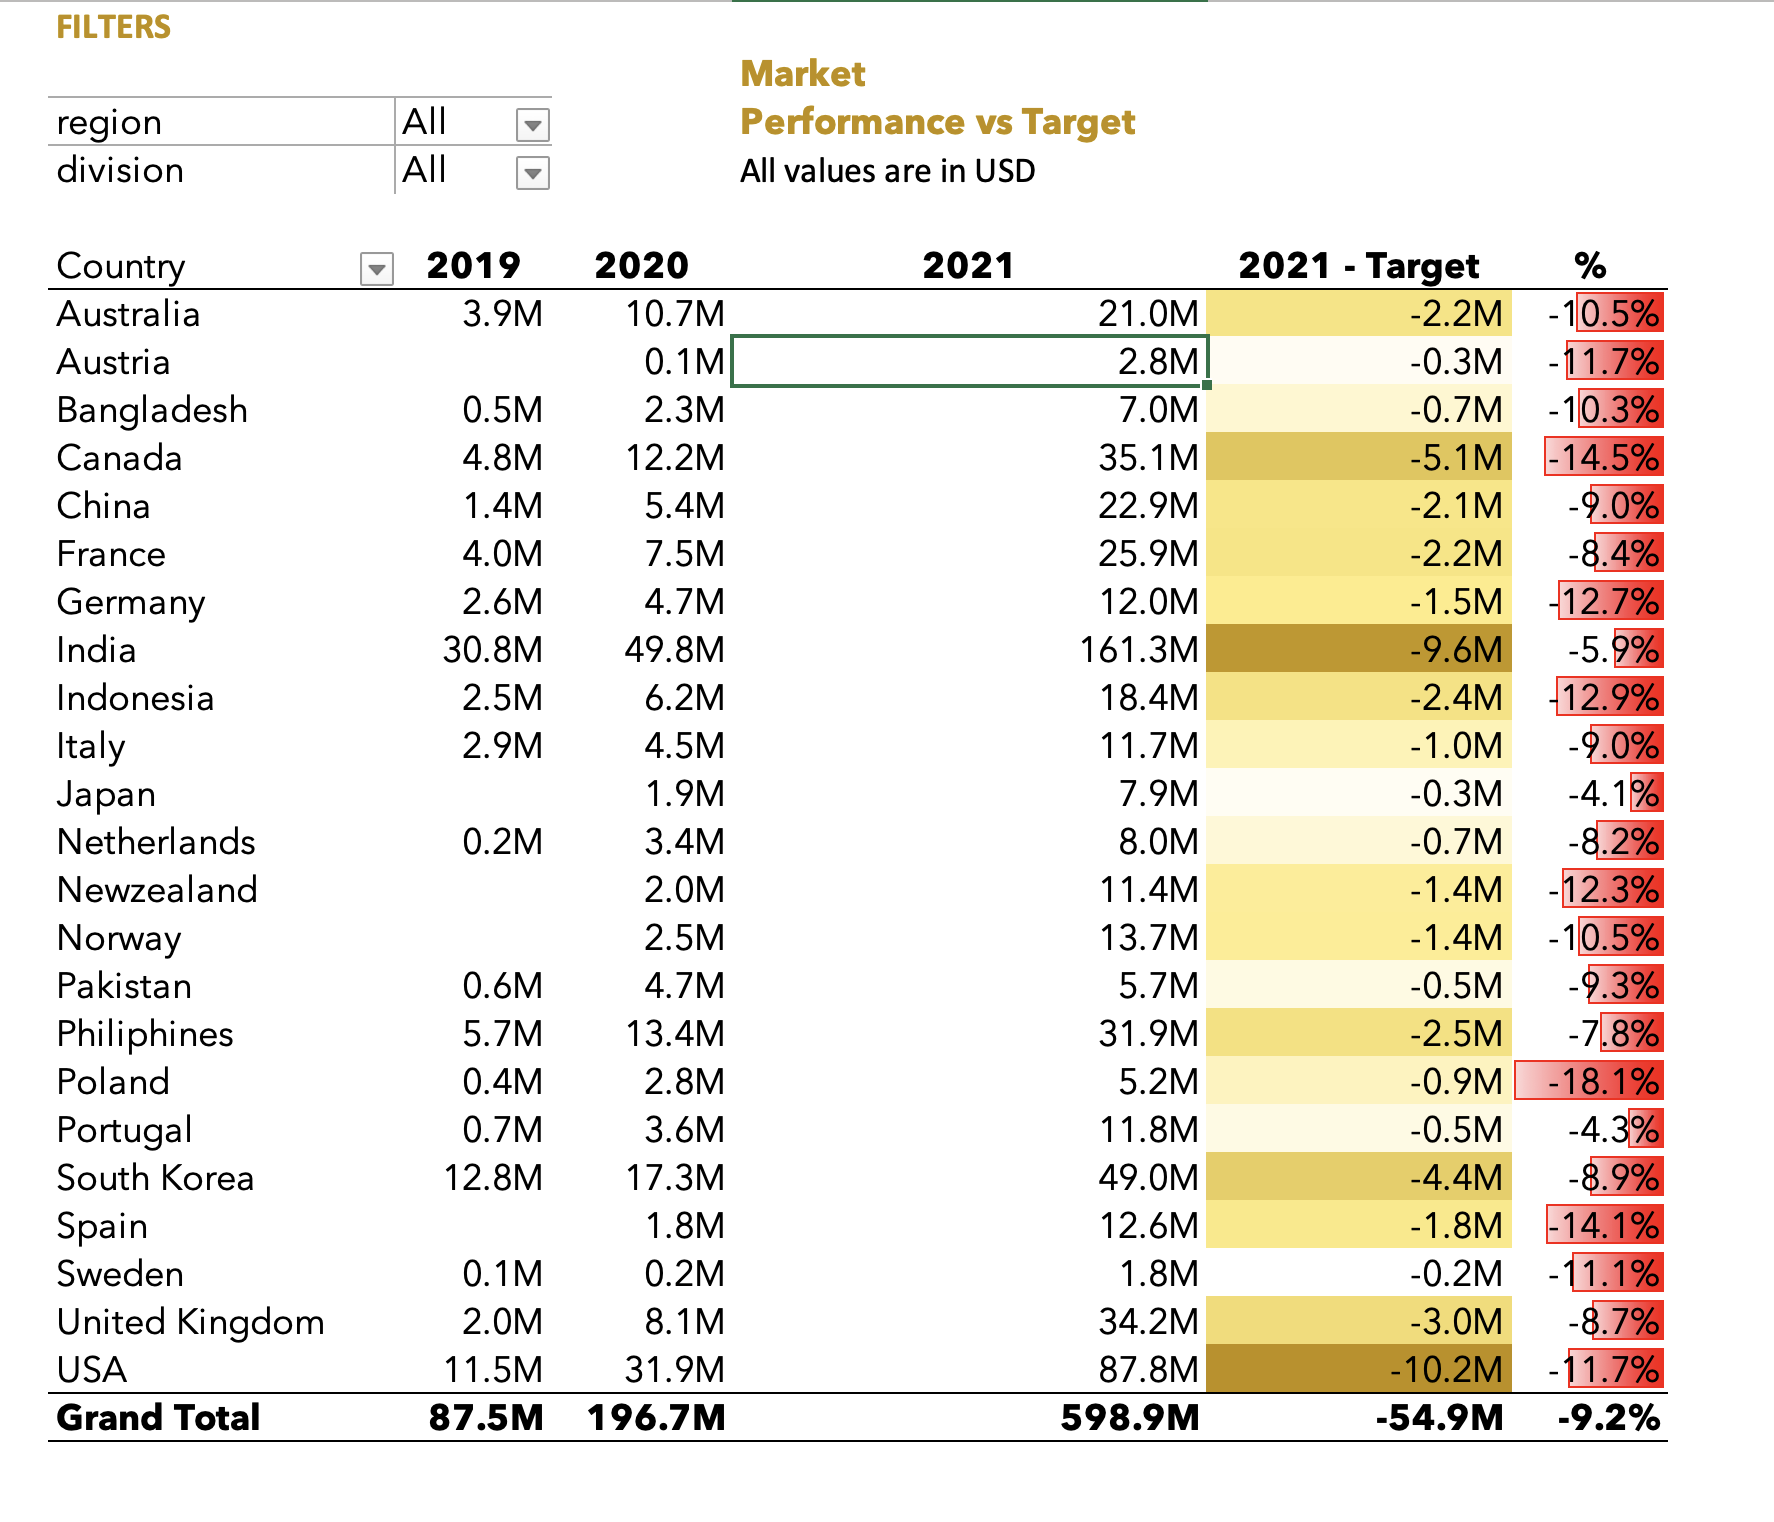 FILTERS
Market
Performance vs Target
region All
division All
All values are in USD
Country 2019 2020 2021 2021 - Target %
Australia 3.9M 10.7M 21.0M -2.2M -10.5%
Austria 0.1M 2.8M -0.3M -11.7%
Bangladesh 0.5M 2.3M 7.0M -0.7M -10.3%
Canada 4.8M 12.2M 35.1M -5.1M -14.5%
China 1.4M 5.4M 22.9M -2.1M -9.0%
France 4.0M 7.5M 25.9M -2.2M -8.4%
Germany 2.6M 4.7M 12.0M -1.5M -12.7%
India 30.8M 49.8M 161.3M -9.6M -5.9%
Indonesia 2.5M 6.2M 18.4M -2.4M -12.9%
Italy 2.9M 4.5M 11.7M -1.0M -9.0%
Japan 1.9M 7.9M -0.3M -4.1%
Netherlands 0.2M 3.4M 8.0M -0.7M -8.2%
Newzealand 2.0M 11.4M -1.4M -12.3%
Norway 2.5M 13.7M -1.4M -10.5%
Pakistan 0.6M 4.7M 5.7M -0.5M -9.3%
Philiphines 5.7M 13.4M 31.9M -2.5M -7.8%
Poland 0.4M 2.8M 5.2M -0.9M -18.1%
Portugal 0.7M 3.6M 11.8M -0.5M -4.3%
South Korea 12.8M 17.3M 49.0M -4.4M -8.9%
Spain 1.8M 12.6M -1.8M -14.1%
Sweden 0.1M 0.2M 1.8M -0.2M -11.1%
United Kingdom 2.0M 8.1M 34.2M -3.0M -8.7%
USA 11.5M 31.9M 87.8M -10.2M -11.7%
Grand Total 87.5M 196.7M 598.9M -54.9M -9.2%